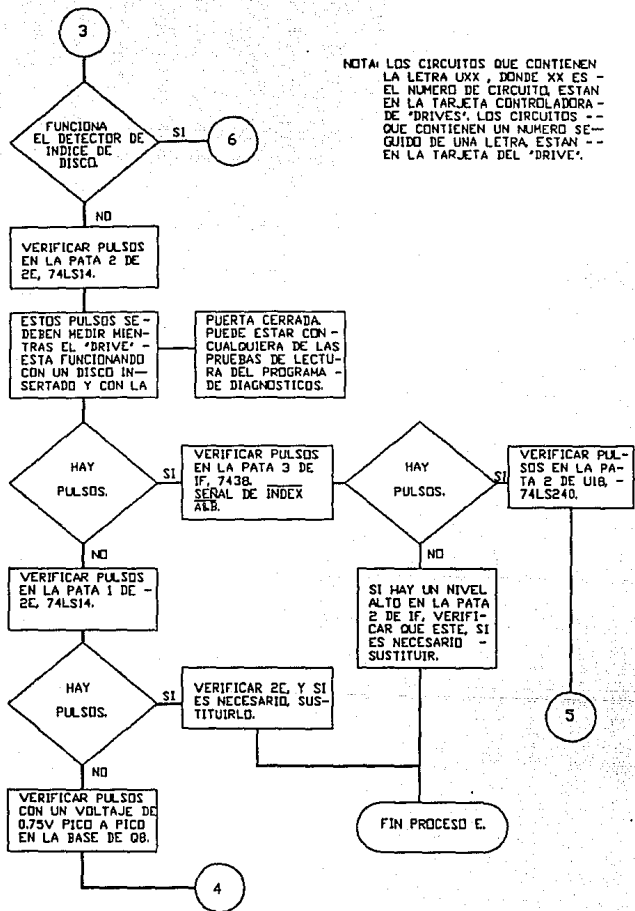 3
NOTA: LOS CIRCUITOS QUE CONTIENEN
LA LETRA UXX , DONDE XX ES -
EL NUMERO DE CIRCUITO, ESTAN
EN LA TARJETA CONTROLADORA -
DE "DRIVES". LOS CIRCUITOS --
QUE CONTIENEN UN NUMERO SE-
GUIDO DE UNA LETRA, ESTAN --
EN LA TARJETA DEL "DRIVE".
FUNCIONA
EL DETECTOR DE
INDICE DE
DISCO.
SI
6
NO
VERIFICAR PULSOS
EN LA PATA 2 DE
2E, 74LS14.
ESTOS PULSOS SE-
DEBEN MEDIR MIEN-
TRAS EL "DRIVE" -
ESTA FUNCIONANDO
CON UN DISCO IN-
SERTADO Y CON LA
PUERTA CERRADA.
PUEDE ESTAR CON-
CUALQUIERA DE LAS
PRUEBAS DE LECTU-
RA DEL PROGRAMA -
DE DIAGNOSTICOS.
HAY
PULSOS.
SI
VERIFICAR PULSOS
EN LA PATA 3 DE
1F, 7438.
SEÑAL DE INDEX
ALB.
HAY
PULSOS.
SI
VERIFICAR PUL-
SOS EN LA PA-
TA 2 DE U18, -
74LS240.
NO
VERIFICAR PULSOS
EN LA PATA 1 DE -
2E, 74LS14.
NO
SI HAY UN NIVEL
ALTO EN LA PATA
2 DE 1F, VERIFI-
CAR QUE ESTE, SI
ES NECESARIO -
SUSTITUIR.
HAY
PULSOS.
SI
VERIFICAR 2E, Y SI
ES NECESARIO, SUS-
TITUIRLO.
5
NO
VERIFICAR PULSOS
CON UN VOLTAJE DE
0.75V PICO A PICO
EN LA BASE DE Q8.
FIN PROCESO E.
4